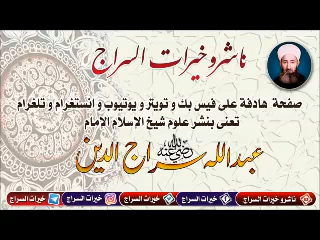 ناشرو خيرات السراج
صفحة هادفة على فيس بك و تويتر و يوتيوب و انستغرام و تلغرام
تعنى بنشر علوم شيخ الإسلام الإمام
عبدالله سراج الدين رضي الله عنه
ناشرو خيرات السراج خيرات السراج خيرات السراج خيرات السراج خيرات السراج